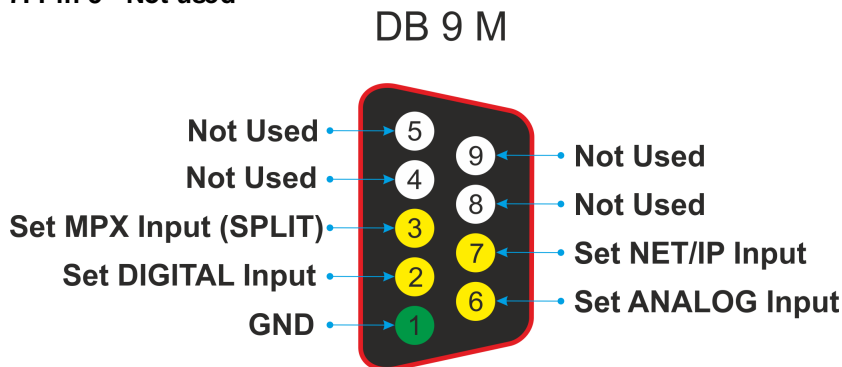 DB 9 M
Not Used
5
9
Not Used
Not Used
4
8
Not Used
Set MPX Input (SPLIT)
3
7
Set NET/IP Input
Set DIGITAL Input
2
6
Set ANALOG Input
GND
1